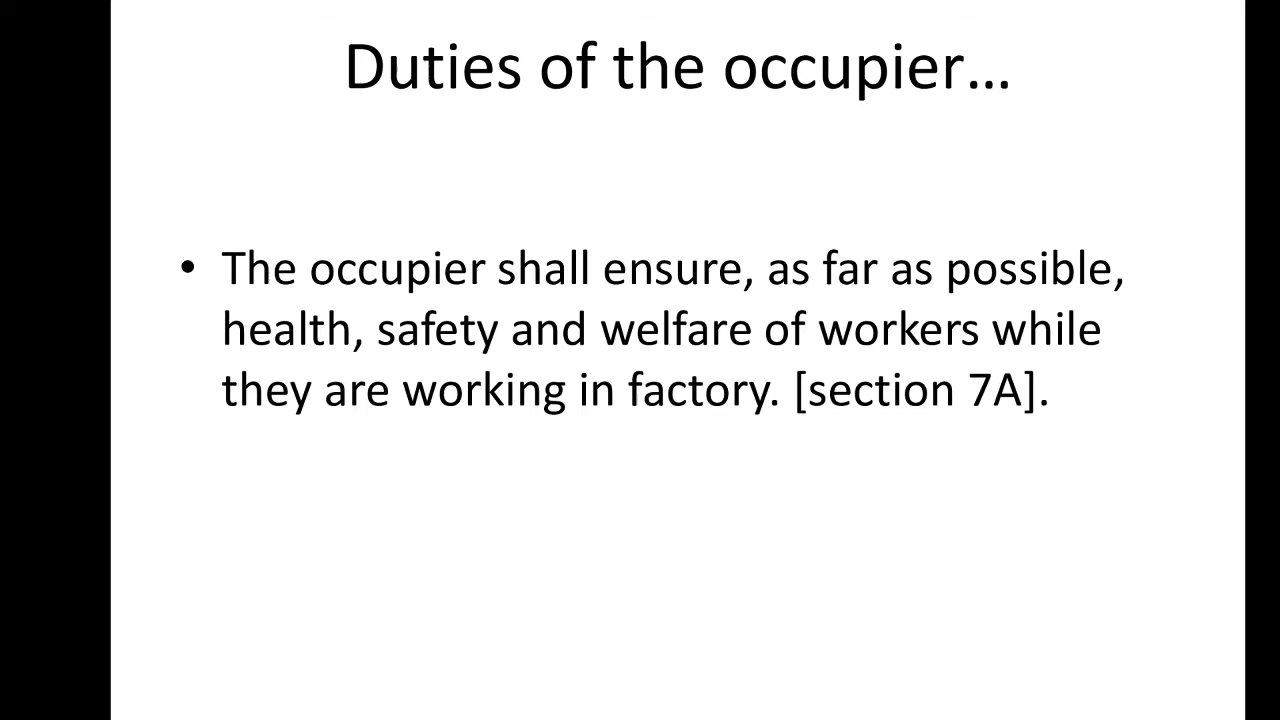 Duties of the occupier…
• The occupier shall ensure, as far as possible,
health, safety and welfare of workers while
they are working in factory. [section 7A].